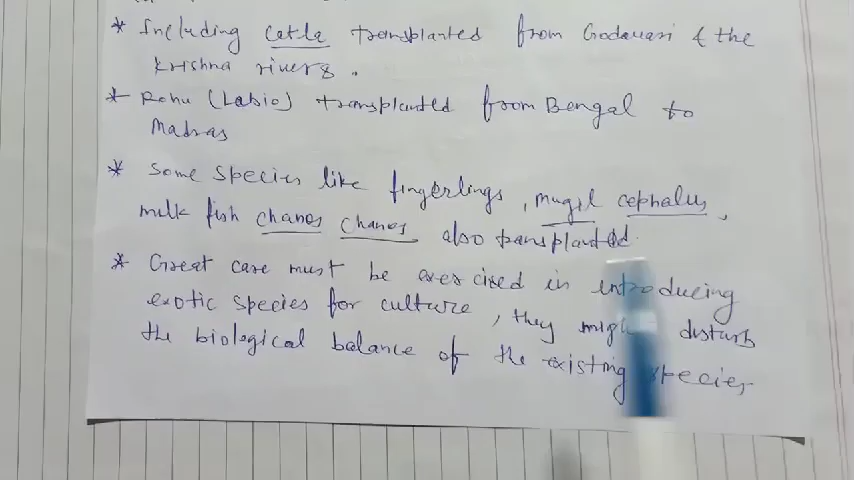 * Including Catla transplanted from Godavari & the
Krishna rivers.
* Rohu (Labio) transplanted from Bengal to
Madras
* Some species like fingerlings, mugil cephalus,
milk fish chanos chanos also transplanted.
* Great care must be exercised in introducing
exotic species for culture, they might disturb
the biological balance of the existing species